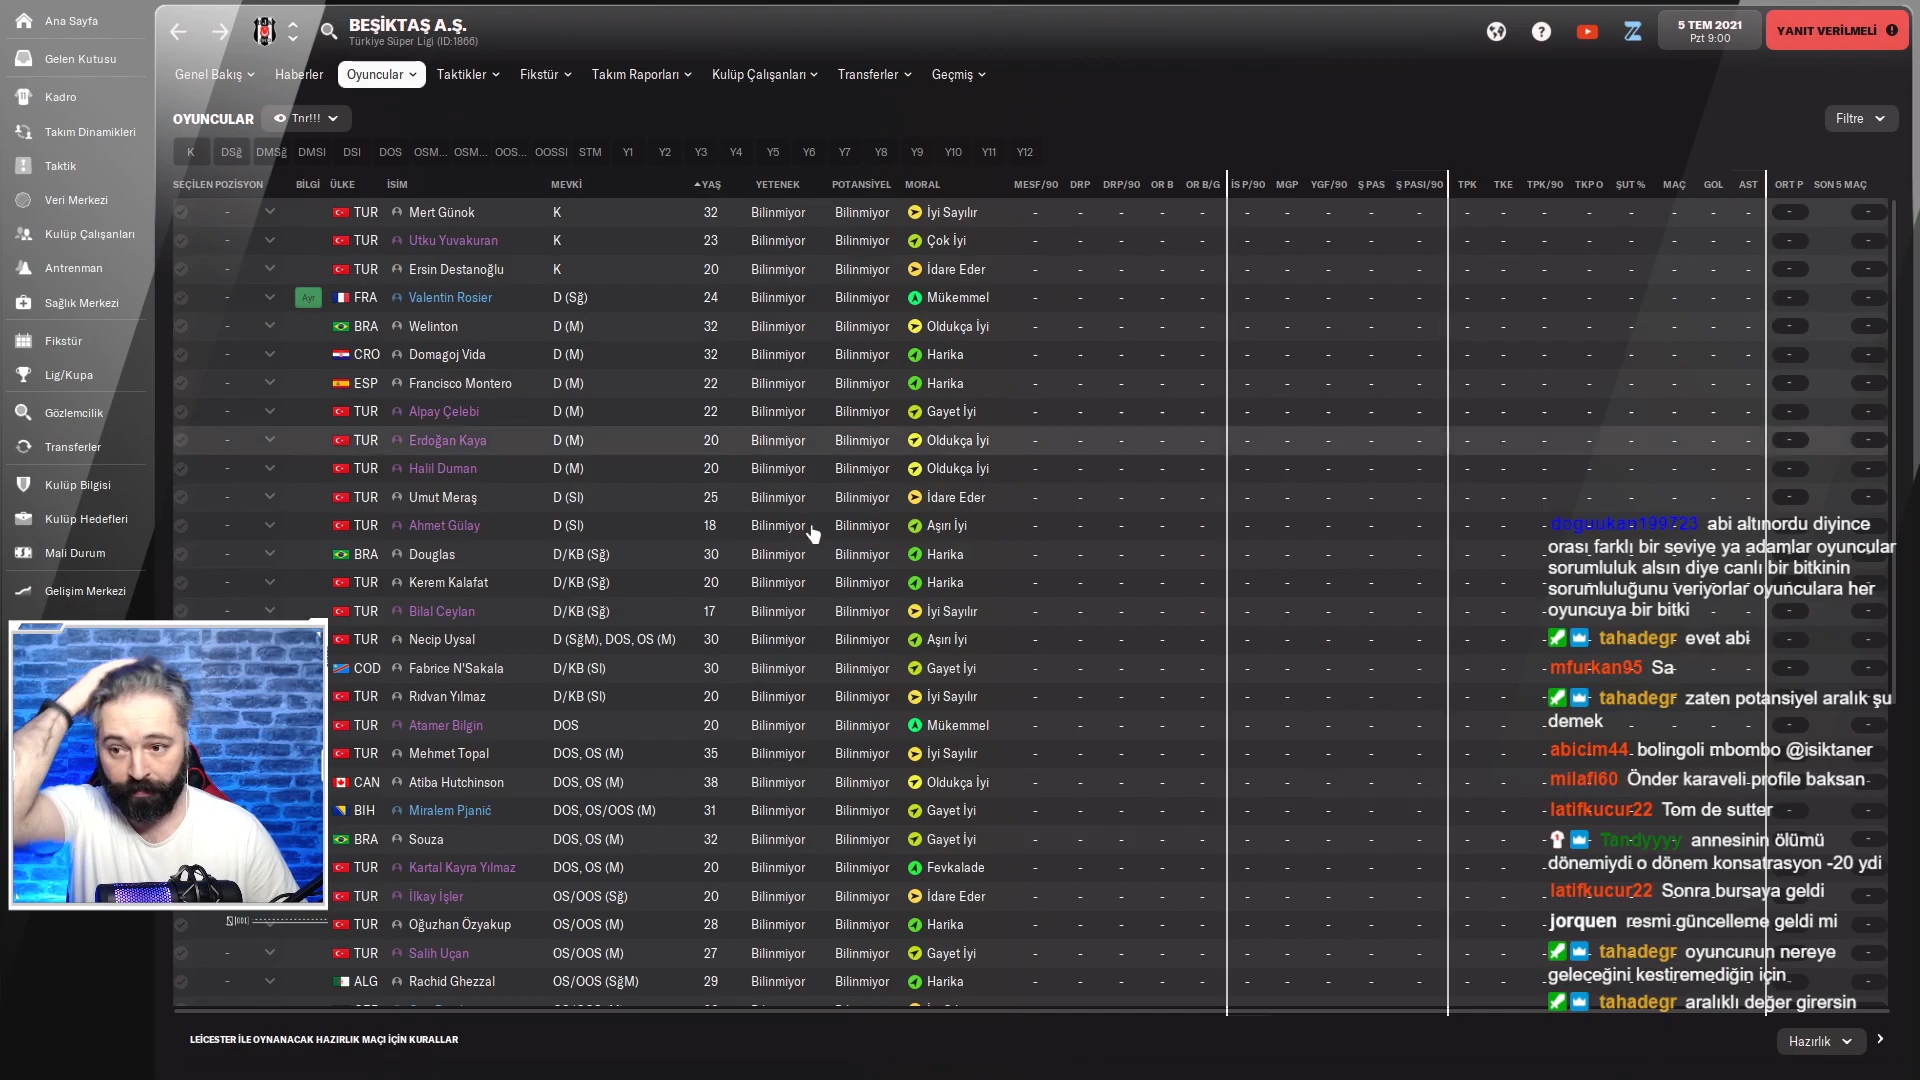 Ana Sayfa
Gelen Kutusu
Kadro
Takım Dinamikleri
Taktik
Veri Merkezi
Kulüp Çalışanları
Antrenman
Sağlık Merkezi
Fikstür
Lig/Kupa
Gözlemcilik
Transferler
Kulüp Bilgisi
Kulüp Hedefleri
Mali Durum
Gelişim Merkezi
BEŞİKTAŞ A.Ş.
Türkiye Süper Ligi (ID:1866)
5 TEM 2021
Pzt 9:00
YANIT VERİLMELİ
Genel Bakış Haberler Oyuncular Taktikler Fikstür Takım Raporları Kulüp Çalışanları Transferler Geçmiş
OYUNCULAR Tnr!!! Filtre
K DSğ DMSğ DMSl DSl DOS OSM... OSM... OOS... OOSSl STM Y1 Y2 Y3 Y4 Y5 Y6 Y7 Y8 Y9 Y10 Y11 Y12
SEÇİLEN POZİSYON BİLGİ ÜLKE İSİM MEVKİ YAŞ YETENEK POTANSİYEL MORAL MESF/90 DRP DRP/90 OR B OR B/G İS P/90 MGP YGF/90 Ş PAS Ş PASI/90 TPK TKE TPK/90 TKP O ŞUT % MAÇ GOL AST ORT P SON 5 MAÇ
- TUR Mert Günok K 32 Bilinmiyor Bilinmiyor İyi Sayılır - - - - - - - - - - - - - - - - - - - -
- TUR Utku Yuvakuran K 23 Bilinmiyor Bilinmiyor Çok İyi - - - - - - - - - - - - - - - - - - - -
- TUR Ersin Destanoğlu K 20 Bilinmiyor Bilinmiyor İdare Eder - - - - - - - - - - - - - - - - - - - -
- Ayr FRA Valentin Rosier D (Sğ) 24 Bilinmiyor Bilinmiyor Mükemmel - - - - - - - - - - - - - - - - - - - -
- BRA Welinton D (M) 32 Bilinmiyor Bilinmiyor Oldukça İyi - - - - - - - - - - - - - - - - - - - -
- CRO Domagoj Vida D (M) 32 Bilinmiyor Bilinmiyor Harika - - - - - - - - - - - - - - - - - - - -
- ESP Francisco Montero D (M) 22 Bilinmiyor Bilinmiyor Harika - - - - - - - - - - - - - - - - - - - -
- TUR Alpay Çelebi D (M) 22 Bilinmiyor Bilinmiyor Gayet İyi - - - - - - - - - - - - - - - - - - - -
- TUR Erdoğan Kaya D (M) 20 Bilinmiyor Bilinmiyor Oldukça İyi - - - - - - - - - - - - - - - - - - - -
- TUR Halil Duman D (M) 20 Bilinmiyor Bilinmiyor Oldukça İyi - - - - - - - - - - - - - - - - - - - -
- TUR Umut Meraş D (Sl) 25 Bilinmiyor Bilinmiyor İdare Eder - - - - - - - - - - - - - - - - - - - -
- TUR Ahmet Gülay D (Sl) 18 Bilinmiyor Bilinmiyor Aşırı İyi
- BRA Douglas D/KB (Sğ) 30 Bilinmiyor Bilinmiyor Harika
- TUR Kerem Kalafat D/KB (Sğ) 20 Bilinmiyor Bilinmiyor Harika
- TUR Bilal Ceylan D/KB (Sğ) 17 Bilinmiyor Bilinmiyor İyi Sayılır
TUR Necip Uysal D (SğM), DOS, OS (M) 30 Bilinmiyor Bilinmiyor Aşırı İyi
COD Fabrice N'Sakala D/KB (Sl) 30 Bilinmiyor Bilinmiyor Gayet İyi
TUR Rıdvan Yılmaz D/KB (Sl) 20 Bilinmiyor Bilinmiyor İyi Sayılır
TUR Atamer Bilgin DOS 20 Bilinmiyor Bilinmiyor Mükemmel
TUR Mehmet Topal DOS, OS (M) 35 Bilinmiyor Bilinmiyor İyi Sayılır
CAN Atiba Hutchinson DOS, OS (M) 38 Bilinmiyor Bilinmiyor Oldukça İyi
BIH Miralem Pjanić DOS, OS/OOS (M) 31 Bilinmiyor Bilinmiyor Gayet İyi
BRA Souza DOS, OS (M) 32 Bilinmiyor Bilinmiyor Gayet İyi
TUR Kartal Kayra Yılmaz DOS, OS (M) 20 Bilinmiyor Bilinmiyor Fevkalade
TUR İlkay İşler OS/OOS (Sğ) 20 Bilinmiyor Bilinmiyor İdare Eder
TUR Oğuzhan Özyakup OS/OOS (M) 28 Bilinmiyor Bilinmiyor Harika
- TUR Salih Uçan OS/OOS (M) 27 Bilinmiyor Bilinmiyor Gayet İyi
- ALG Rachid Ghezzal OS/OOS (SğM) 29 Bilinmiyor Bilinmiyor Harika
doguukan199723 abi altınordu diyince
orası farklı bir seviye ya adamlar oyuncular
sorumluluk alsın diye canlı bir bitkinin
sorumluluğunu veriyorlar oyunculara her
oyuncuya bir bitki
tahadegr evet abi
mfurkan95 Sa
tahadegr zaten potansiyel aralık şu
demek
abicim44 bolingoli mbombo @isiktaner
milafl60 Önder karaveli profile baksan
latifkucur22 Tom de sutter
Tandyyyy annesinin ölümü
dönemiydi o dönem konsatrasyon -20 ydi
latifkucur22 Sonra bursaya geldi
jorquen resmi güncelleme geldi mi
tahadegr oyuncunun nereye
geleceğini kestiremediğin için
tahadegr aralıklı değer girersin
LEİCESTER İLE OYNANACAK HAZIRLIK MAÇI İÇİN KURALLAR
Hazırlık